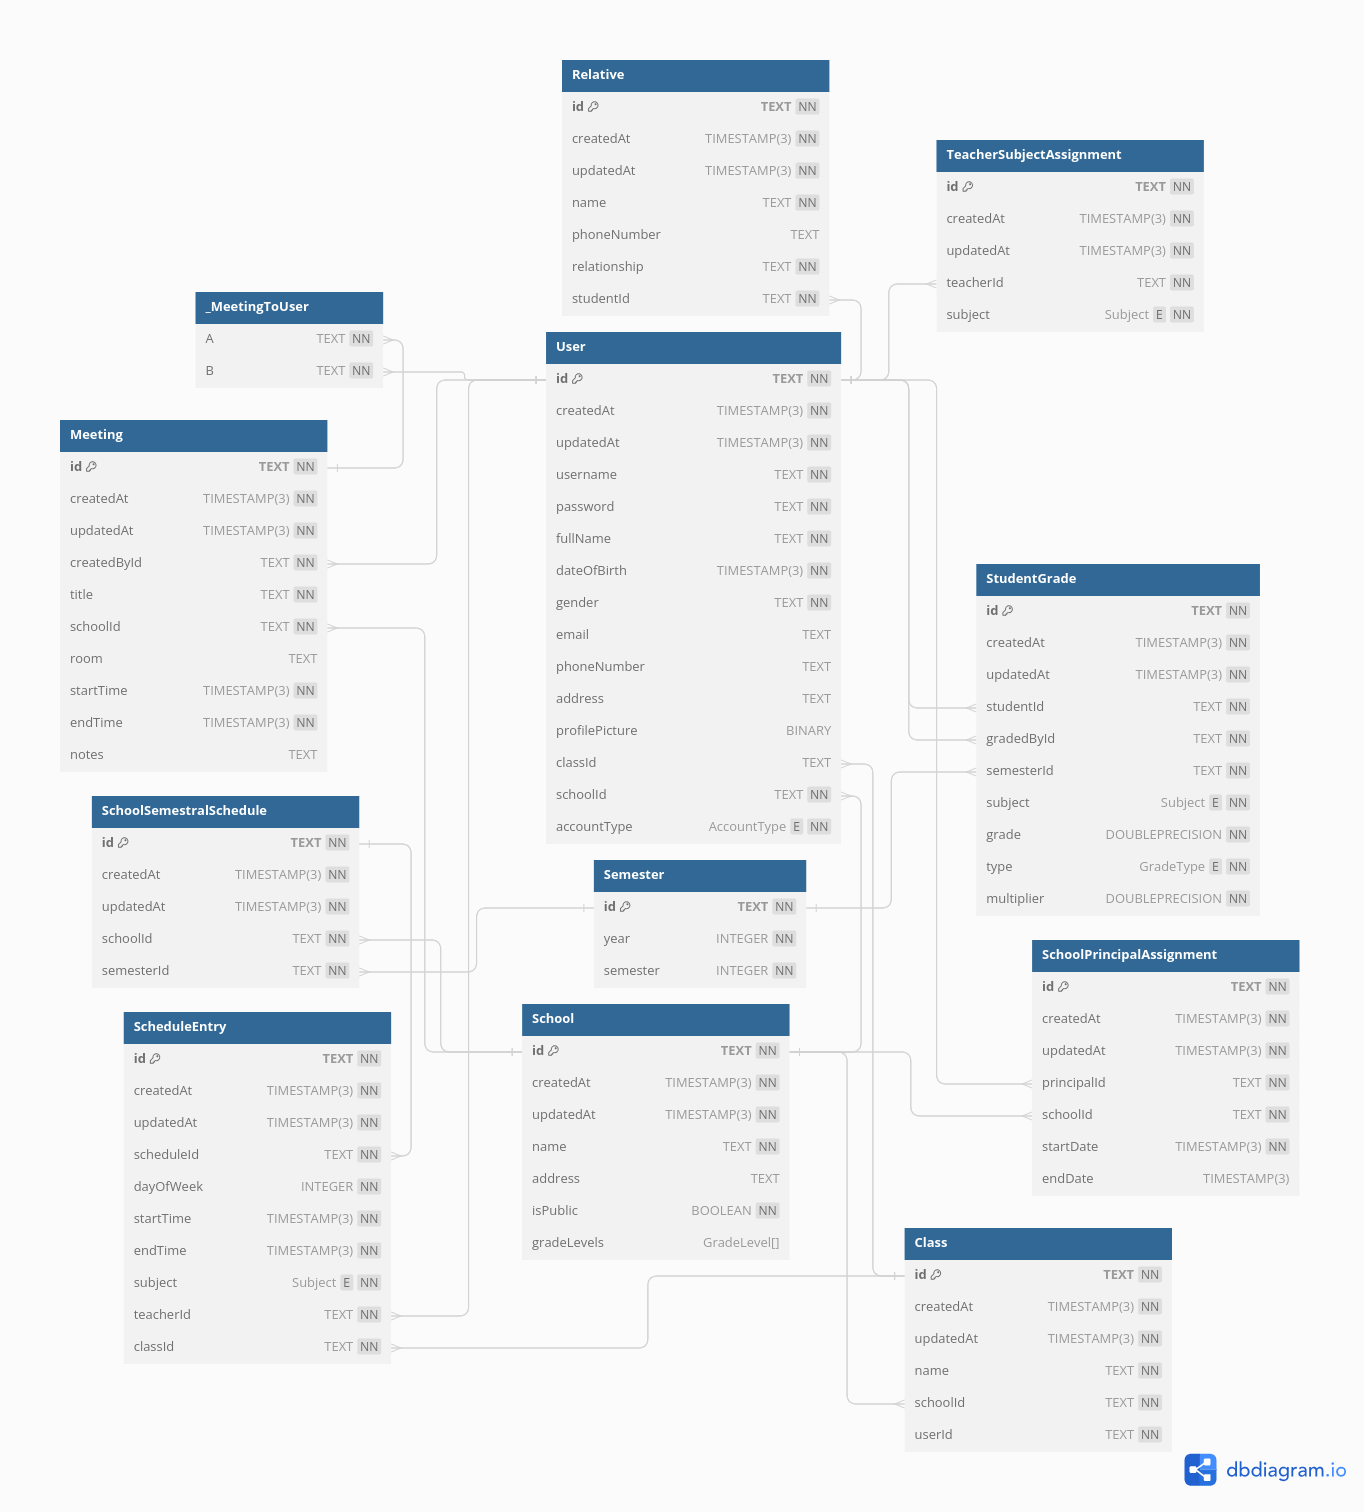 Relative
id TEXT NN
createdAt TIMESTAMP(3) NN
updatedAt TIMESTAMP(3) NN
name TEXT NN
phoneNumber TEXT
relationship TEXT NN
studentId TEXT NN
TeacherSubjectAssignment
id TEXT NN
createdAt TIMESTAMP(3) NN
updatedAt TIMESTAMP(3) NN
teacherId TEXT NN
subject Subject E NN
_MeetingToUser
A TEXT NN
B TEXT NN
User
id TEXT NN
createdAt TIMESTAMP(3) NN
updatedAt TIMESTAMP(3) NN
username TEXT NN
password TEXT NN
fullName TEXT NN
dateOfBirth TIMESTAMP(3) NN
gender TEXT NN
email TEXT
phoneNumber TEXT
address TEXT
profilePicture BINARY
classId TEXT
schoolId TEXT NN
accountType AccountType E NN
Meeting
id TEXT NN
createdAt TIMESTAMP(3) NN
updatedAt TIMESTAMP(3) NN
createdById TEXT NN
title TEXT NN
schoolId TEXT NN
room TEXT
startTime TIMESTAMP(3) NN
endTime TIMESTAMP(3) NN
notes TEXT
StudentGrade
id TEXT NN
createdAt TIMESTAMP(3) NN
updatedAt TIMESTAMP(3) NN
studentId TEXT NN
gradedById TEXT NN
semesterId TEXT NN
subject Subject E NN
grade DOUBLEPRECISION NN
type GradeType E NN
multiplier DOUBLEPRECISION NN
SchoolSemestralSchedule
id TEXT NN
createdAt TIMESTAMP(3) NN
updatedAt TIMESTAMP(3) NN
schoolId TEXT NN
semesterId TEXT NN
Semester
id TEXT NN
year INTEGER NN
semester INTEGER NN
SchoolPrincipalAssignment
id TEXT NN
createdAt TIMESTAMP(3) NN
updatedAt TIMESTAMP(3) NN
principalId TEXT NN
schoolId TEXT NN
startDate TIMESTAMP(3) NN
endDate TIMESTAMP(3)
ScheduleEntry
id TEXT NN
createdAt TIMESTAMP(3) NN
updatedAt TIMESTAMP(3) NN
scheduleId TEXT NN
dayOfWeek INTEGER NN
startTime TIMESTAMP(3) NN
endTime TIMESTAMP(3) NN
subject Subject E NN
teacherId TEXT NN
classId TEXT NN
School
id TEXT NN
createdAt TIMESTAMP(3) NN
updatedAt TIMESTAMP(3) NN
name TEXT NN
address TEXT
isPublic BOOLEAN NN
gradeLevels GradeLevel[]
Class
id TEXT NN
createdAt TIMESTAMP(3) NN
updatedAt TIMESTAMP(3) NN
name TEXT NN
schoolId TEXT NN
userId TEXT NN
dbdiagram.io